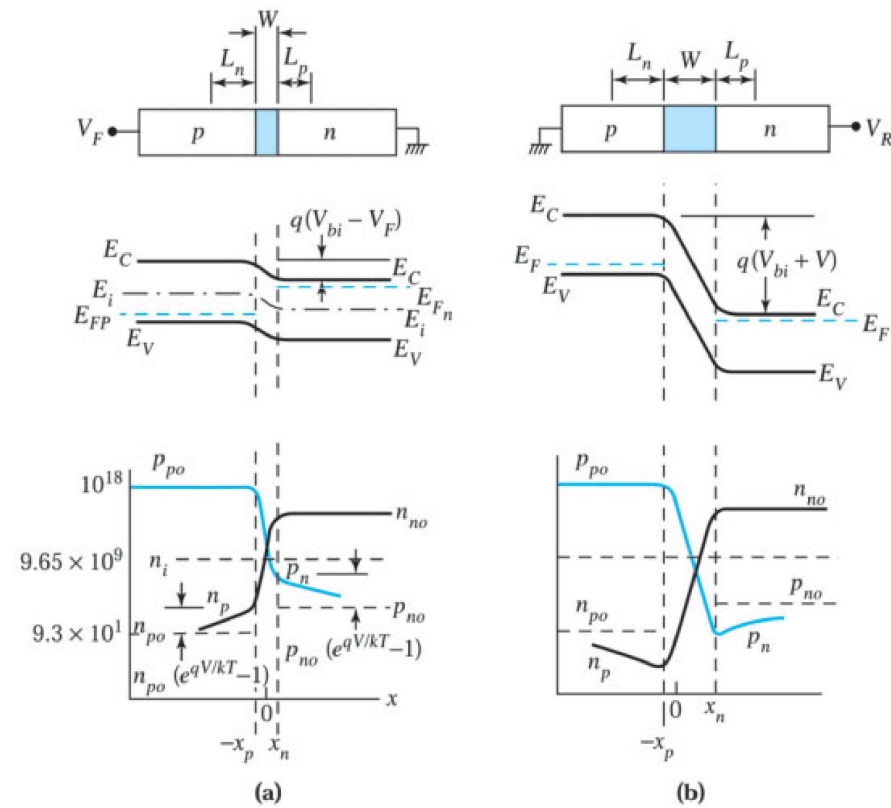 W
L_n L_p
V_F p n
q(V_bi − V_F)
E_C E_C
E_i E_Fn
E_FP E_i
E_V E_V
p_po
10^18
n_no
9.65 × 10^9 n_i p_n
n_p
n_po p_no
9.3 × 10^1
n_po (e^qV/kT−1) p_no (e^qV/kT−1)
0 x
−x_p x_n
(a)
L_n W L_p
p n V_R
E_C
q(V_bi + V)
E_F
E_V E_C
E_F
E_V
p_po n_no
n_po p_no
n_p p_n
0 x_n
−x_p
(b)